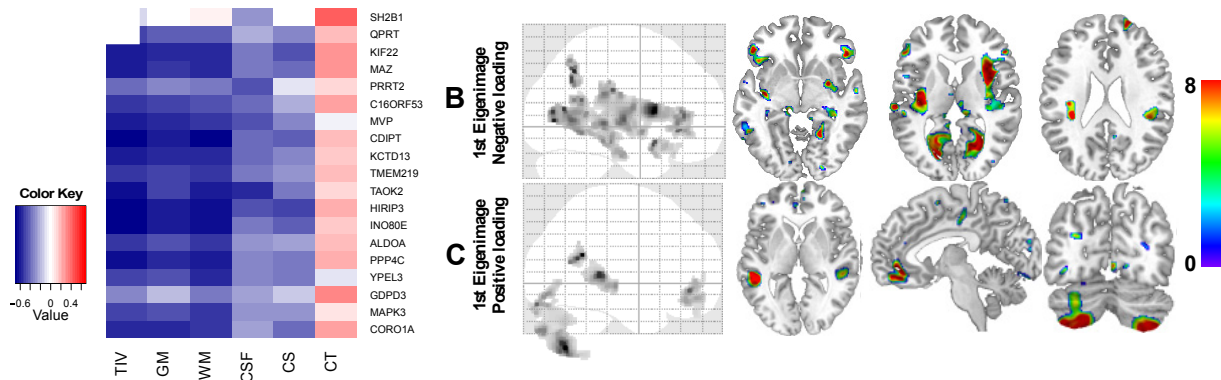 SH2B1
QPRT
KIF22
MAZ
PRRT2
C16ORF53
MVP
CDIPT
KCTD13
TMEM219
TAOK2
HIRIP3
INO80E
ALDOA
PPP4C
YPEL3
GDPD3
MAPK3
CORO1A
TIV
GM
WM
CSF
CS
CT
Color Key
−0.6 0.4
Value
B
1st Eigenimage
Negative loading
C
1st Eigenimage
Positive loading
8
0